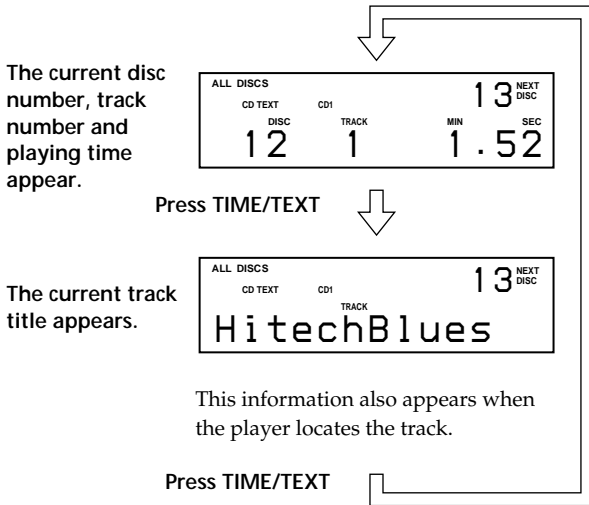 The current disc
number, track
number and
playing time
appear.
ALL DISCS
CD TEXT CD1 13 NEXT DISC
DISC TRACK MIN SEC
12 1 1.52
Press TIME/TEXT
The current track
title appears.
ALL DISCS
CD TEXT CD1 13 NEXT DISC
TRACK
HitechBlues
This information also appears when
the player locates the track.
Press TIME/TEXT